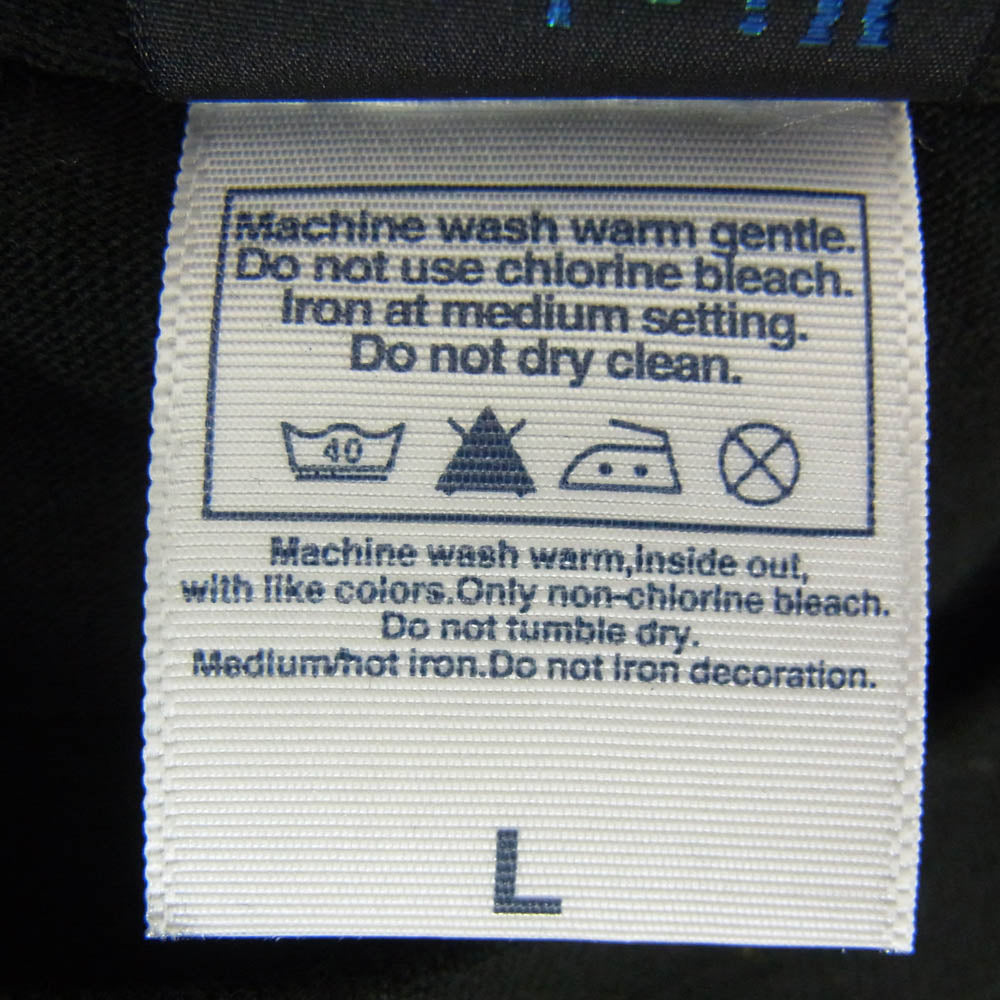 Machine wash warm gentle.
Do not use chlorine bleach.
Iron at medium setting.
Do not dry clean.
40
Machine wash warm,inside out,
with like colors.Only non-chlorine bleach.
Do not tumble dry.
Medium/hot iron.Do not iron decoration.
L